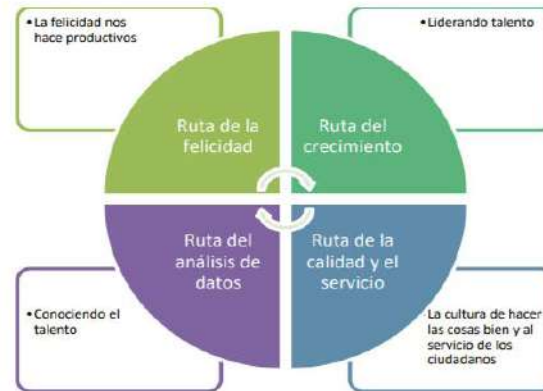 •La felicidad nos
hace productivos
•Liderando talento
Ruta de la
felicidad
Ruta del
crecimiento
Ruta del
análisis de
datos
Ruta de la
calidad y el
servicio
•Conociendo el
talento
•La cultura de hacer
las cosas bien y al
servicio de los
ciudadanos